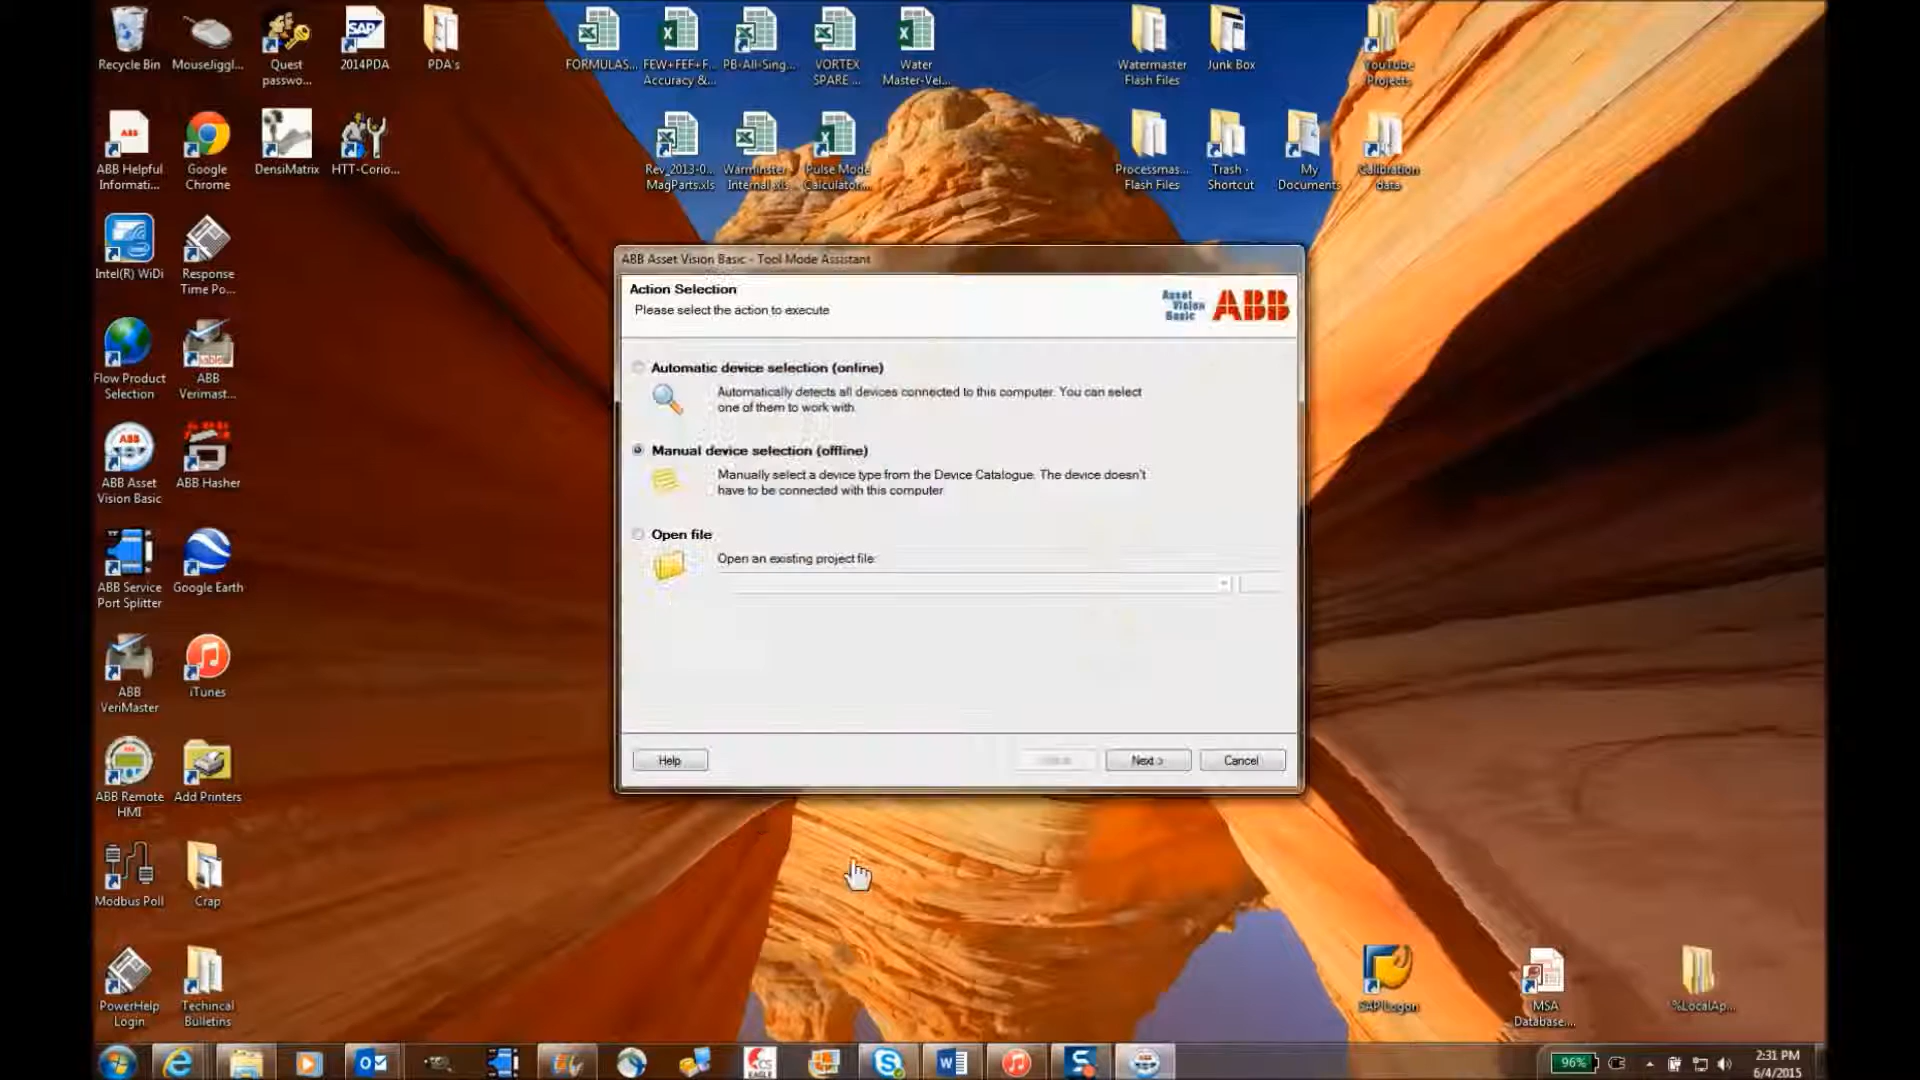 Recycle Bin
MouseJiggl...
Quest
passwo...
SAP
2014PDA
PDA's
FORMULAS...
FEW+FEF+F...
Accuracy &...
PB-All-Sing...
VORTEX
SPARE ...
Water
Master-Vei...
Watermaster
Flash Files
Junk Box
YouTube
Projects
ABB
ABB Helpful
Informati...
Google
Chrome
DensiMatrix
HTT-Corio...
Rev_2013-0...
MagParts.xls
Warminster
Internal.xls
Pulse Mode
Calculator...
Processmas...
Flash Files
Trash -
Shortcut
My
Documents
Calibration
data
Intel(R) WiDi
Response
Time Po...
Flow Product
Selection
ABB
Verimast...
ABB
ABB Asset
Vision Basic
ABB Hasher
ABB Service
Port Splitter
Google Earth
ABB
VeriMaster
iTunes
ABB Remote
HMI
Add Printers
Modbus Poll
Crap
PowerHelp
Login
Techincal
Bulletins
ABB Asset Vision Basic - Tool Mode Assistant
Action Selection
Please select the action to execute
Asset
Vision
Basic
ABB
Automatic device selection (online)
Automatically detects all devices connected to this computer. You can select
one of them to work with.
Manual device selection (offline)
Manually select a device type from the Device Catalogue. The device doesn't
have to be connected with this computer
Open file
Open an existing project file:
Help
Next >
Cancel
SAP Logon
MSA
Database...
%LocalAp...
CS
EAGLE
96%
2:31 PM
6/4/2015